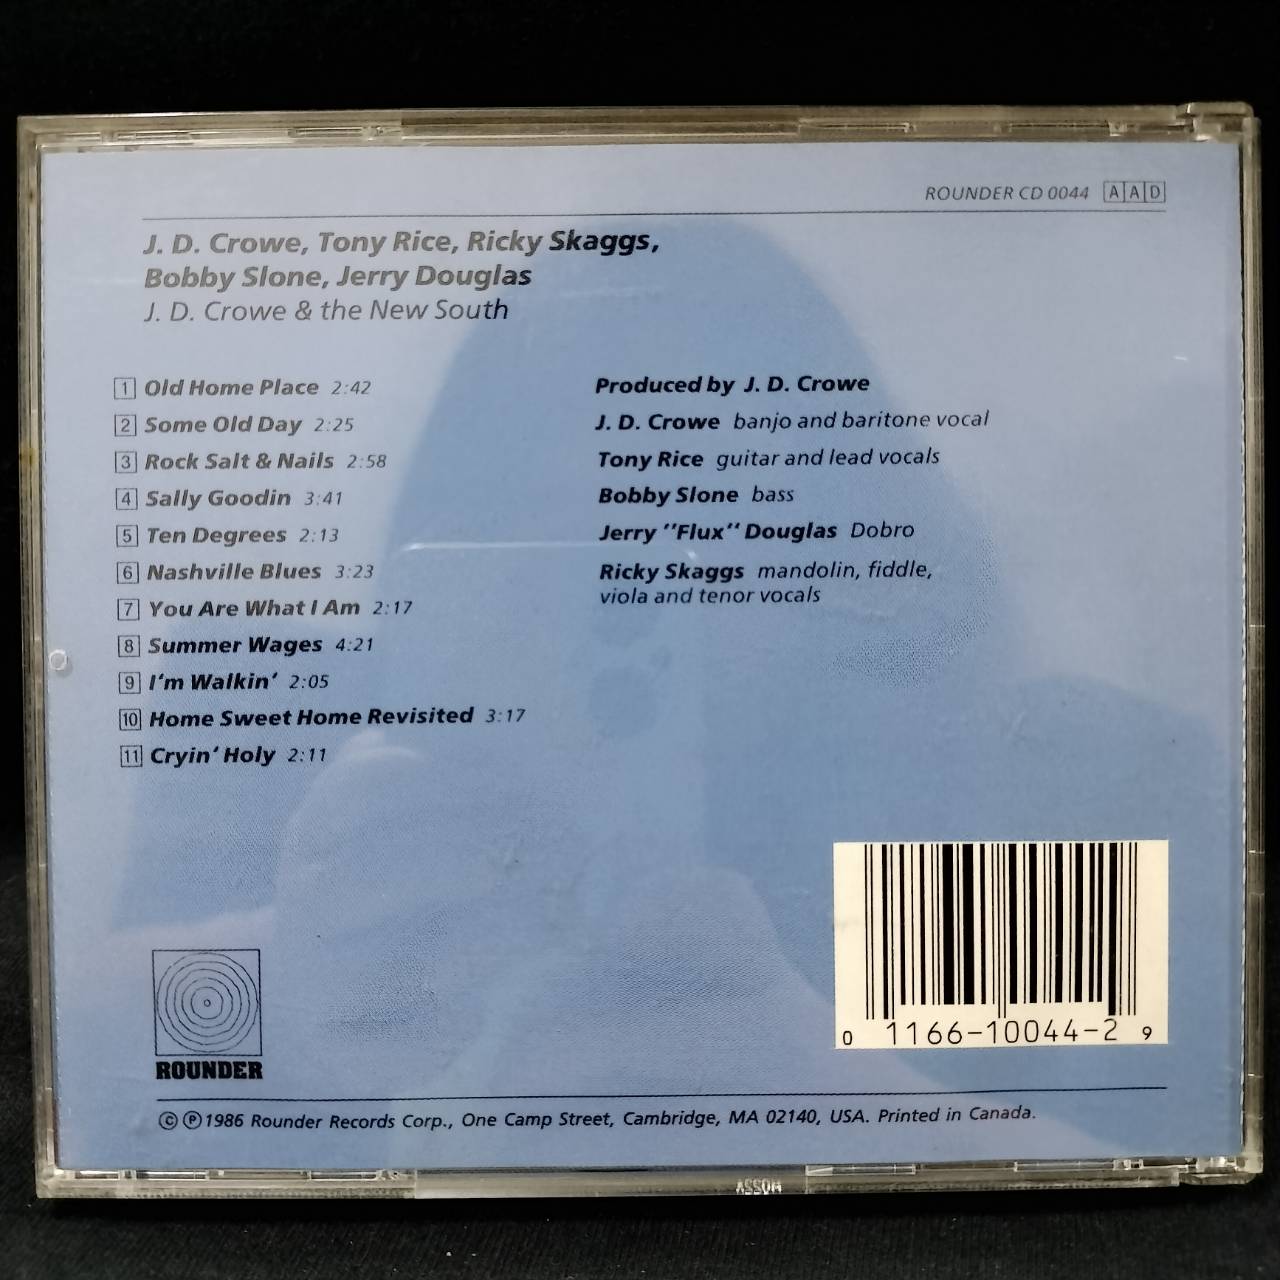 ROUNDER CD 0044 AAD
J. D. Crowe, Tony Rice, Ricky Skaggs,
Bobby Slone, Jerry Douglas
J. D. Crowe & the New South
1 Old Home Place 2:42
2 Some Old Day 2:25
3 Rock Salt & Nails 2:58
4 Sally Goodin 3:41
5 Ten Degrees 2:13
6 Nashville Blues 3:23
7 You Are What I Am 2:17
8 Summer Wages 4:21
9 I'm Walkin' 2:05
10 Home Sweet Home Revisited 3:17
11 Cryin' Holy 2:11
Produced by J. D. Crowe
J. D. Crowe banjo and baritone vocal
Tony Rice guitar and lead vocals
Bobby Slone bass
Jerry "Flux" Douglas Dobro
Ricky Skaggs mandolin, fiddle,
viola and tenor vocals
0 1166-10044-2 9
ROUNDER
© ℗ 1986 Rounder Records Corp., One Camp Street, Cambridge, MA 02140, USA. Printed in Canada.